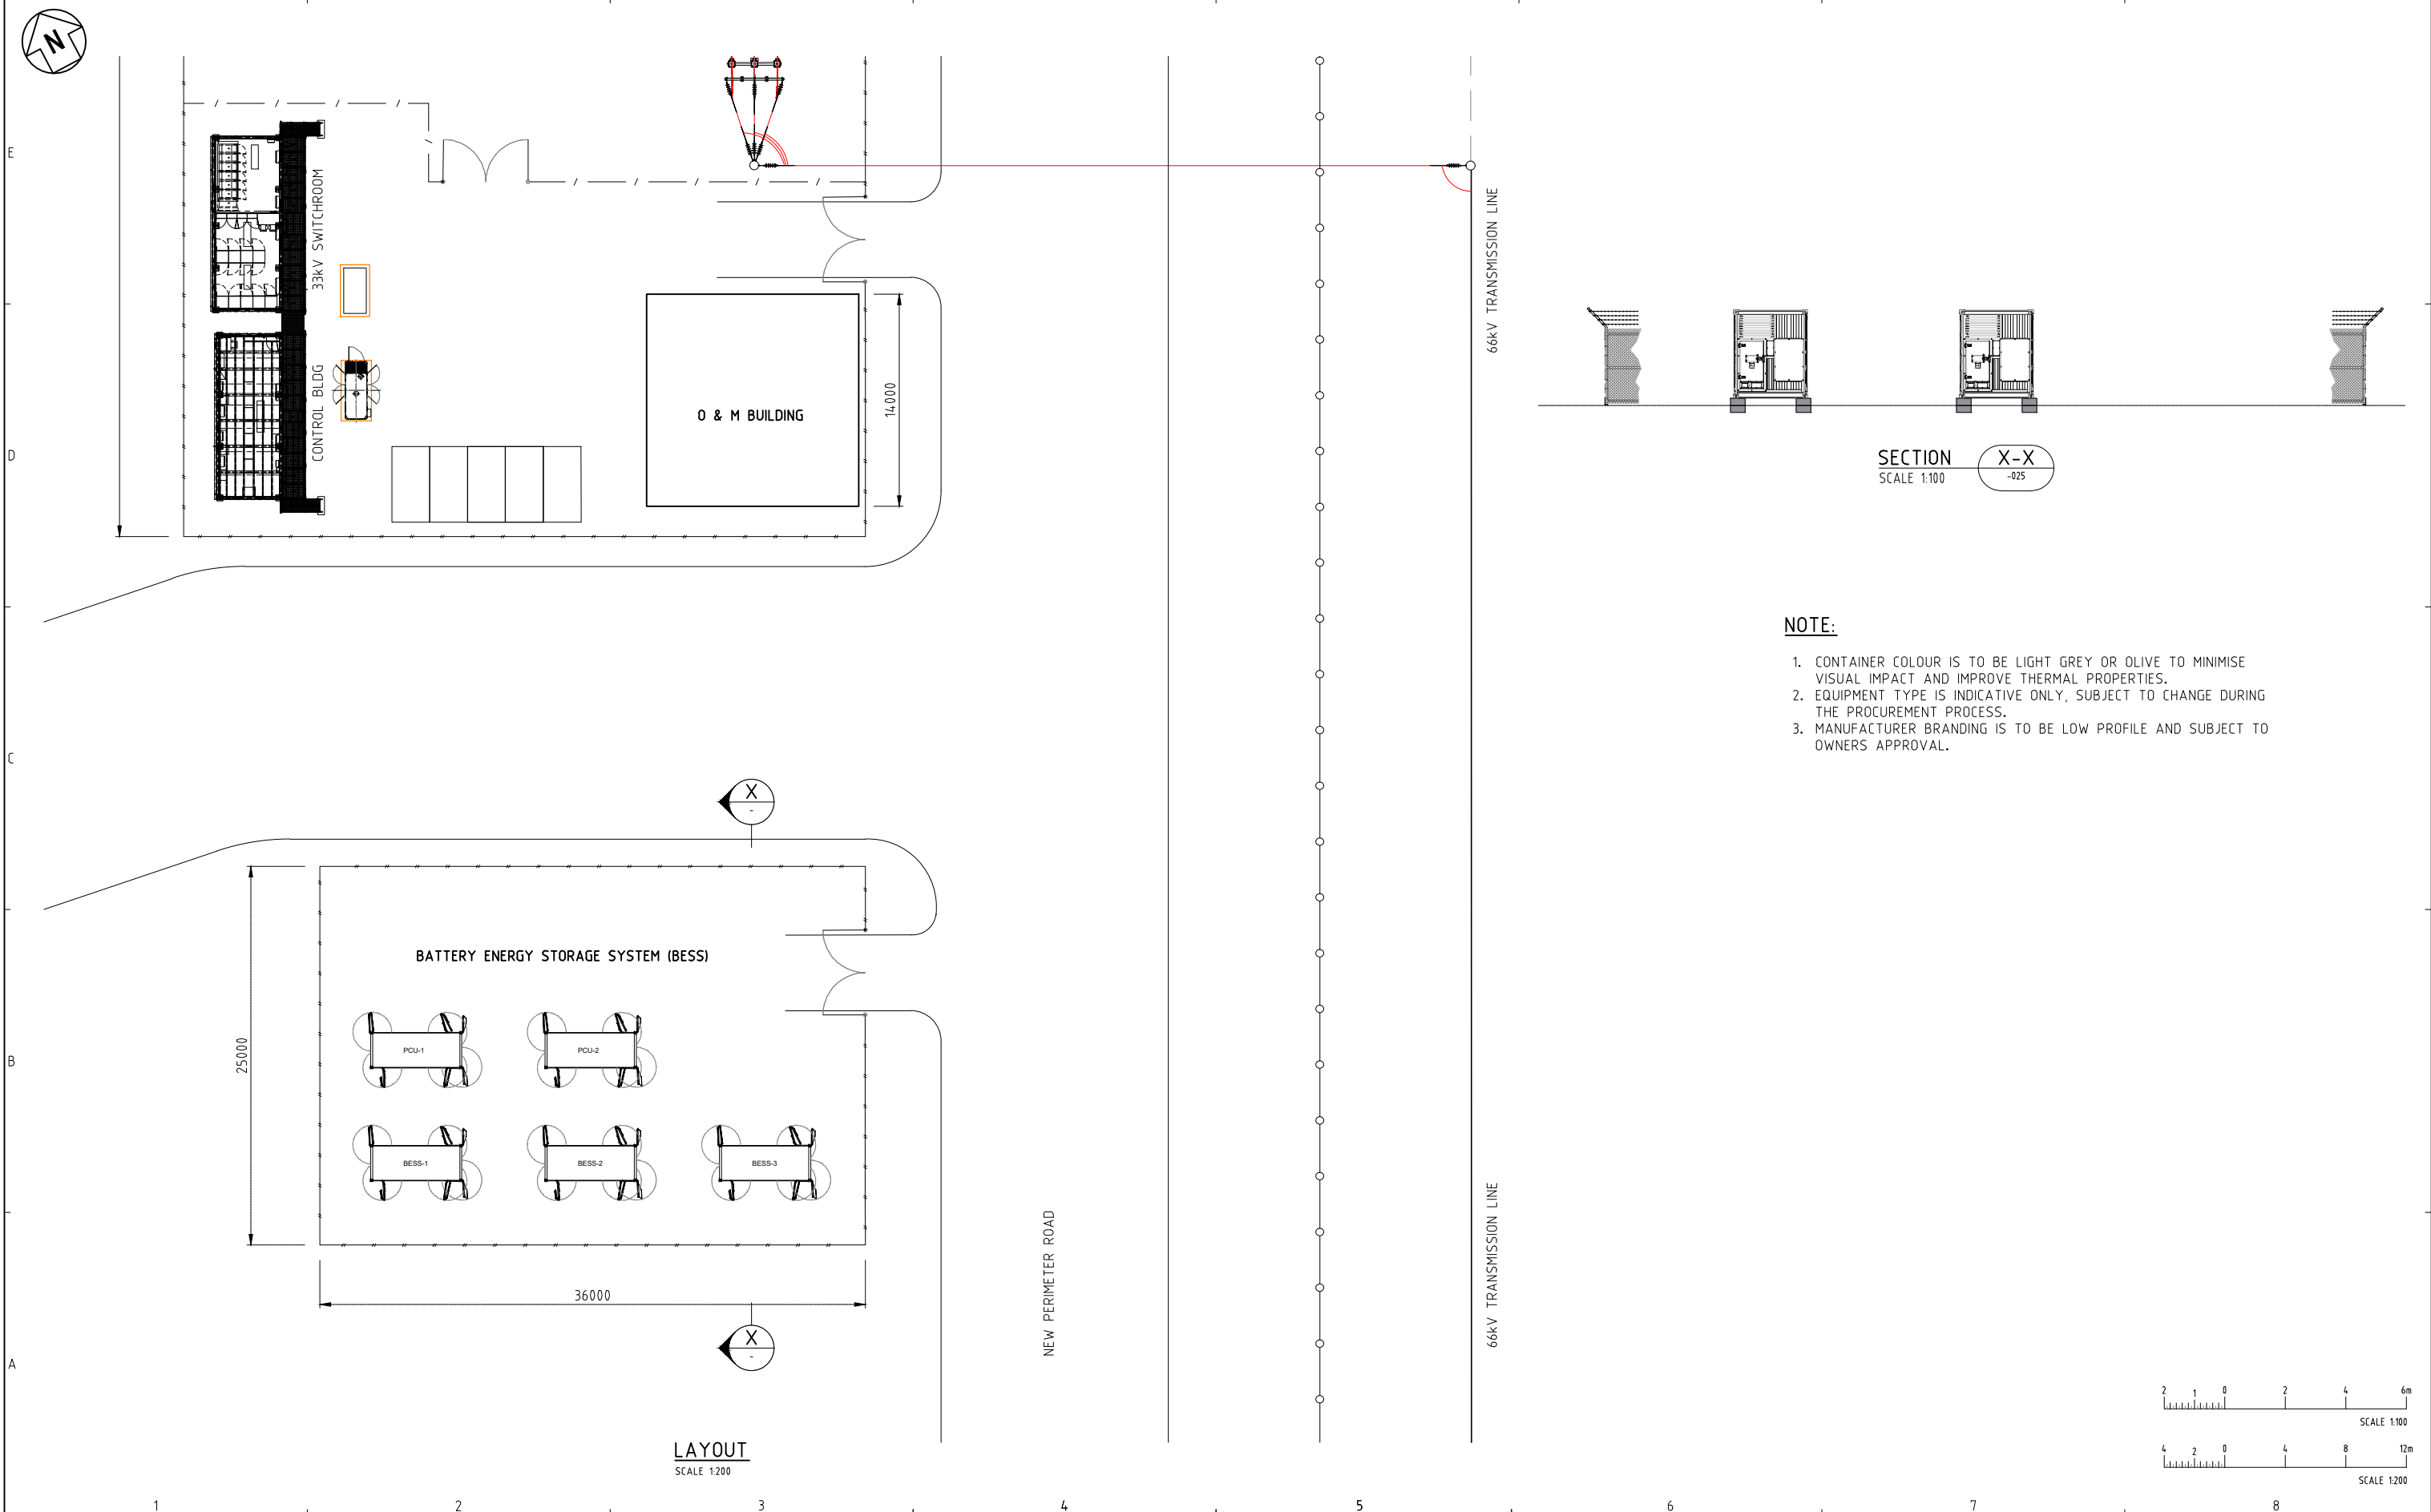 N
E
D
C
B
A
33kV SWITCHROOM
CONTROL BLDG
O & M BUILDING
14000
66kV TRANSMISSION LINE
SECTION
SCALE 1:100
X-X
-025
NOTE:
1. CONTAINER COLOUR IS TO BE LIGHT GREY OR OLIVE TO MINIMISE
VISUAL IMPACT AND IMPROVE THERMAL PROPERTIES.
2. EQUIPMENT TYPE IS INDICATIVE ONLY, SUBJECT TO CHANGE DURING
THE PROCUREMENT PROCESS.
3. MANUFACTURER BRANDING IS TO BE LOW PROFILE AND SUBJECT TO
OWNERS APPROVAL.
X
-
BATTERY ENERGY STORAGE SYSTEM (BESS)
25000
PCU-1
PCU-2
BESS-1
BESS-2
BESS-3
36000
X
-
NEW PERIMETER ROAD
66kV TRANSMISSION LINE
LAYOUT
SCALE 1:200
2 1 0 2 4 6m
SCALE 1:100
4 2 0 4 8 12m
SCALE 1:200
1 2 3 4 5 6 7 8